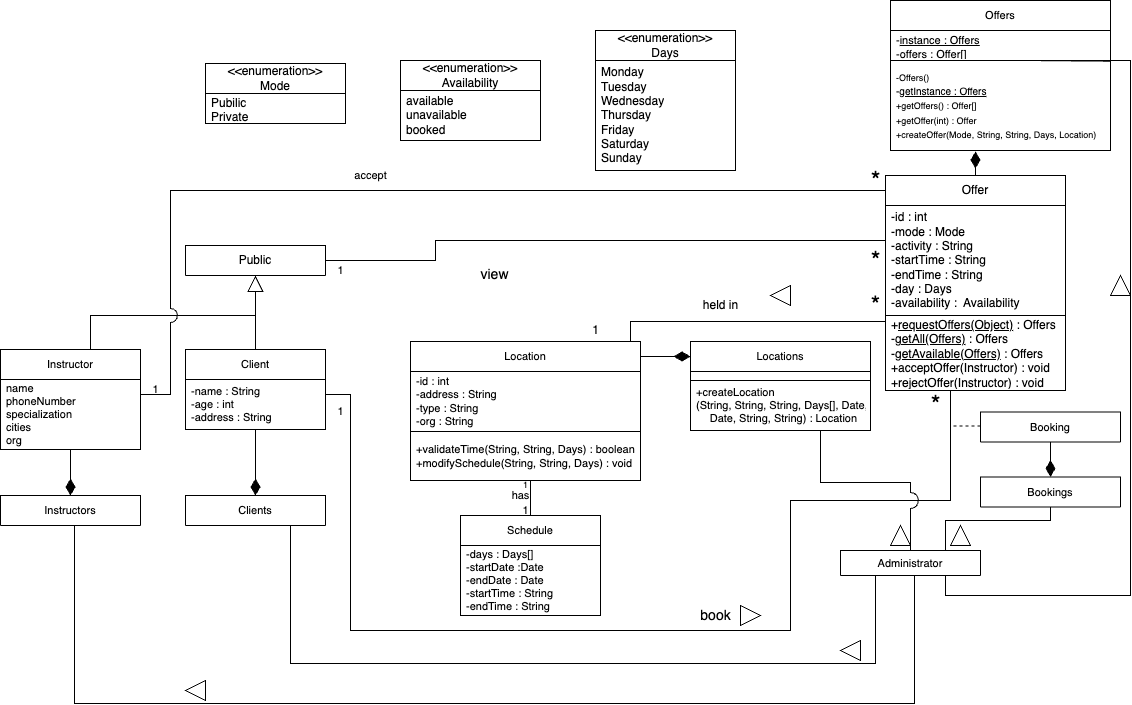 Offers
-instance : Offers
-offers : Offer[]
-Offers()
-getInstance : Offers
+getOffers() : Offer[]
+getOffer(int) : Offer
+createOffer(Mode, String, String, Days, Location)
<<enumeration>>
Mode
Public
Private
<<enumeration>>
Availability
available
unavailable
booked
<<enumeration>>
Days
Monday
Tuesday
Wednesday
Thursday
Friday
Saturday
Sunday
accept
*
Offer
-id : int
-mode : Mode
-activity : String
-startTime : String
-endTime : String
-day : Days
-availability : Availability
+requestOffers(Object) : Offers
-getAll(Offers) : Offers
-getAvailable(Offers) : Offers
+acceptOffer(Instructor) : void
+rejectOffer(Instructor) : void
Public
1
*
view
*
held in
1
Instructor
name
phoneNumber
specialization
cities
org
1
Client
-name : String
-age : int
-address : String
1
Location
-id : int
-address : String
-type : String
-org : String
+validateTime(String, String, Days) : boolean
+modifySchedule(String, String, Days) : void
Locations
+createLocation
(String, String, String, Days[], Date,
Date, String, String) : Location
*
Booking
Bookings
Instructors
Clients
1
has
1
Schedule
-days : Days[]
-startDate :Date
-endDate : Date
-startTime : String
-endTime : String
Administrator
book